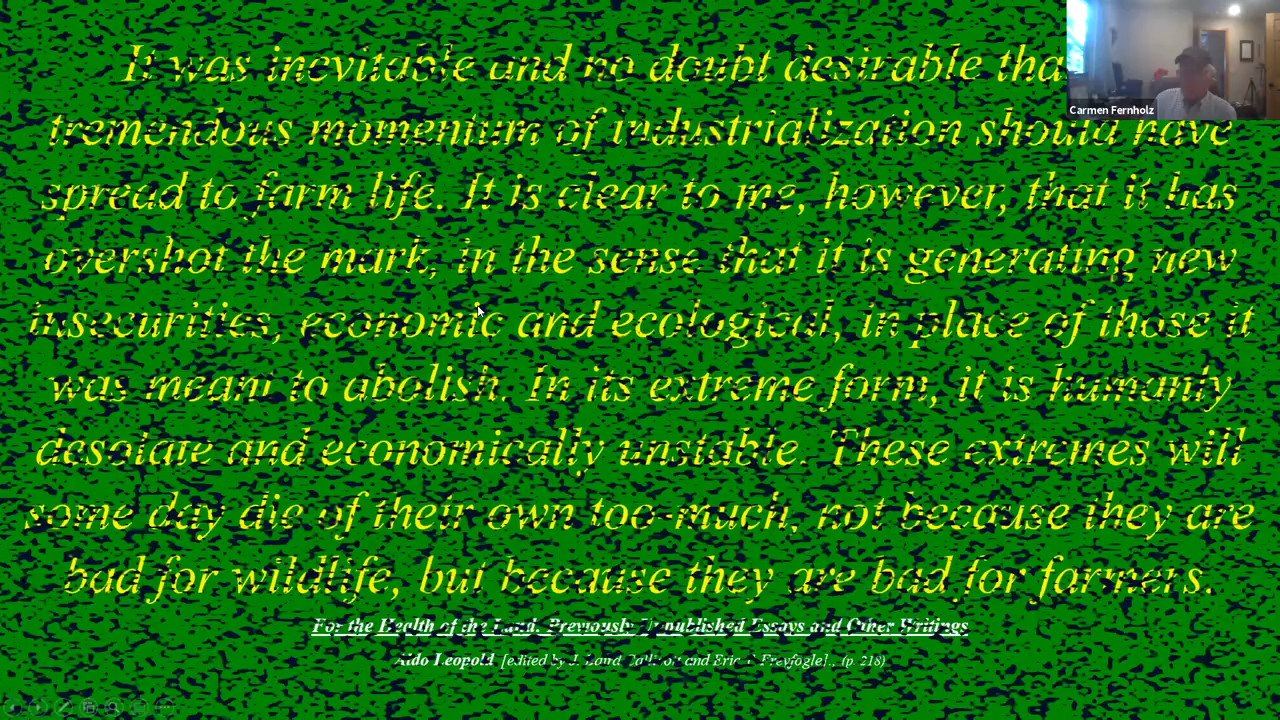 It was inevitable and no doubt desirable tha
tremendous momentum of industrialization should have
spread to farm life. It is clear to me, however, that it has
overshot the mark, in the sense that it is generating new
insecurities, economic and ecological, in place of those it
was meant to abolish. In its extreme form, it is humanly
desolate and economically unstable. These extremes will
some day die of their own too-much, not because they are
bad for wildlife, but because they are bad for farmers.
For the Health of the Land, Previously Unpublished Essays and Other Writings
Aldo Leopold [edited by J. Baird Callicott and Eric T. Freyfogle]., (p. 218)
Carmen Fernholz